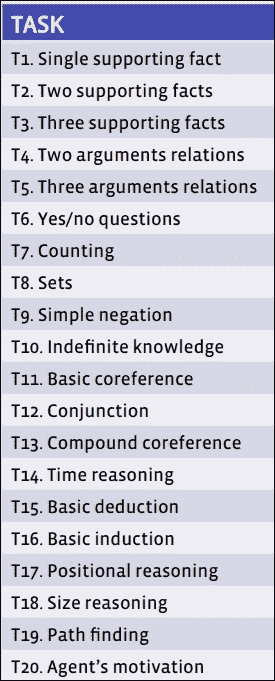 TASK
T1. Single supporting fact
T2. Two supporting facts
T3. Three supporting facts
T4. Two arguments relations
T5. Three arguments relations
T6. Yes/no questions
T7. Counting
T8. Sets
T9. Simple negation
T10. Indefinite knowledge
T11. Basic coreference
T12. Conjunction
T13. Compound coreference
T14. Time reasoning
T15. Basic deduction
T16. Basic induction
T17. Positional reasoning
T18. Size reasoning
T19. Path finding
T20. Agent's motivation